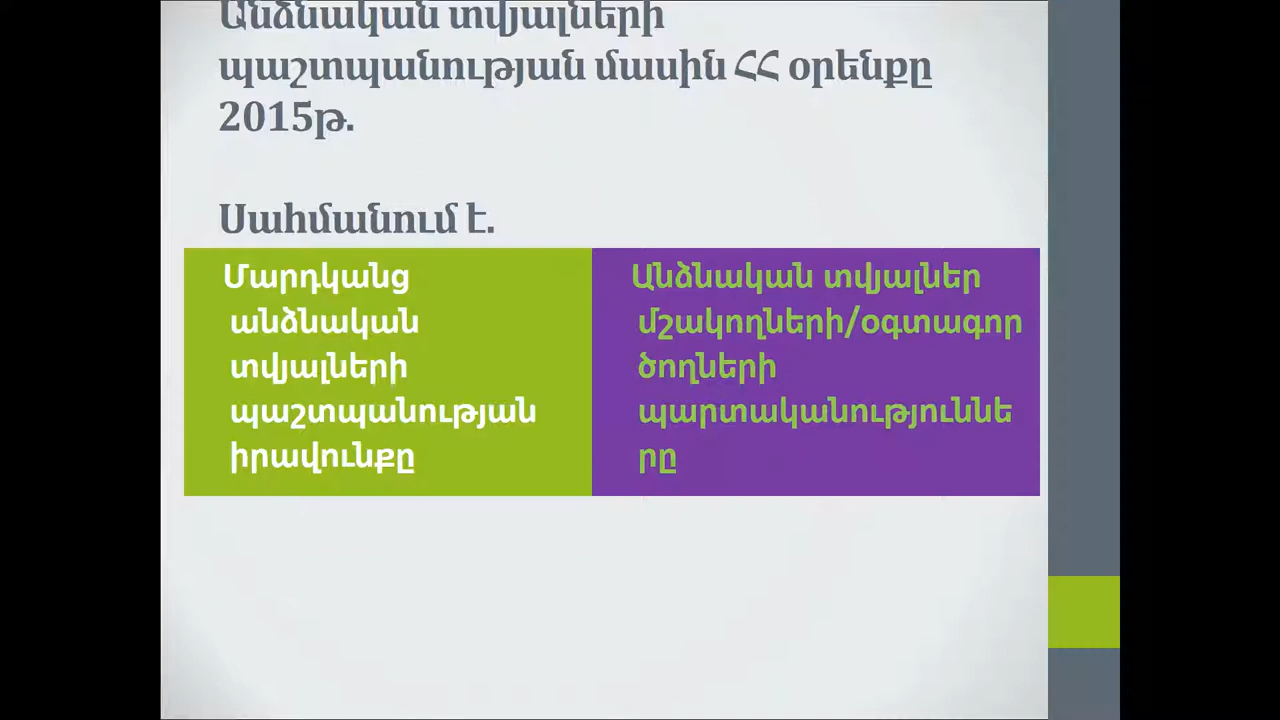 Անձնական տվյալների
պաշտպանության մասին ՀՀ օրենքը
2015թ.
Սահմանում է.
Մարդկանց
անձնական
տվյալների
պաշտպանության
իրավունքը
Անձնական տվյալներ
մշակողների/օգտագոր
ծողների
պարտականություննե
րը